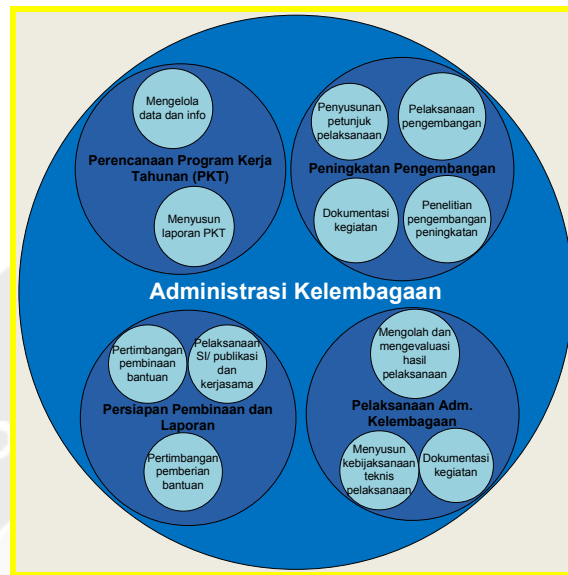 Mengelola
data dan info
Perencanaan Program Kerja
Tahunan (PKT)
Menyusun
laporan PKT
Penyusunan
petunjuk
pelaksanaan
Pelaksanaan
pengembangan
Peningkatan Pengembangan
Dokumentasi
kegiatan
Penelitian
pengembangan
peningkatan
Administrasi Kelembagaan
Pertimbangan
pembinaan
bantuan
Pelaksanaan
SI/ publikasi
dan
kerjasama
Persiapan Pembinaan dan
Laporan
Pertimbangan
pemberian
bantuan
Mengolah dan
mengevaluasi
hasil
pelaksanaan
Pelaksanaan Adm.
Kelembagaan
Menyusun
kebijaksanaan
teknis
pelaksanaan
Dokumentasi
kegiatan